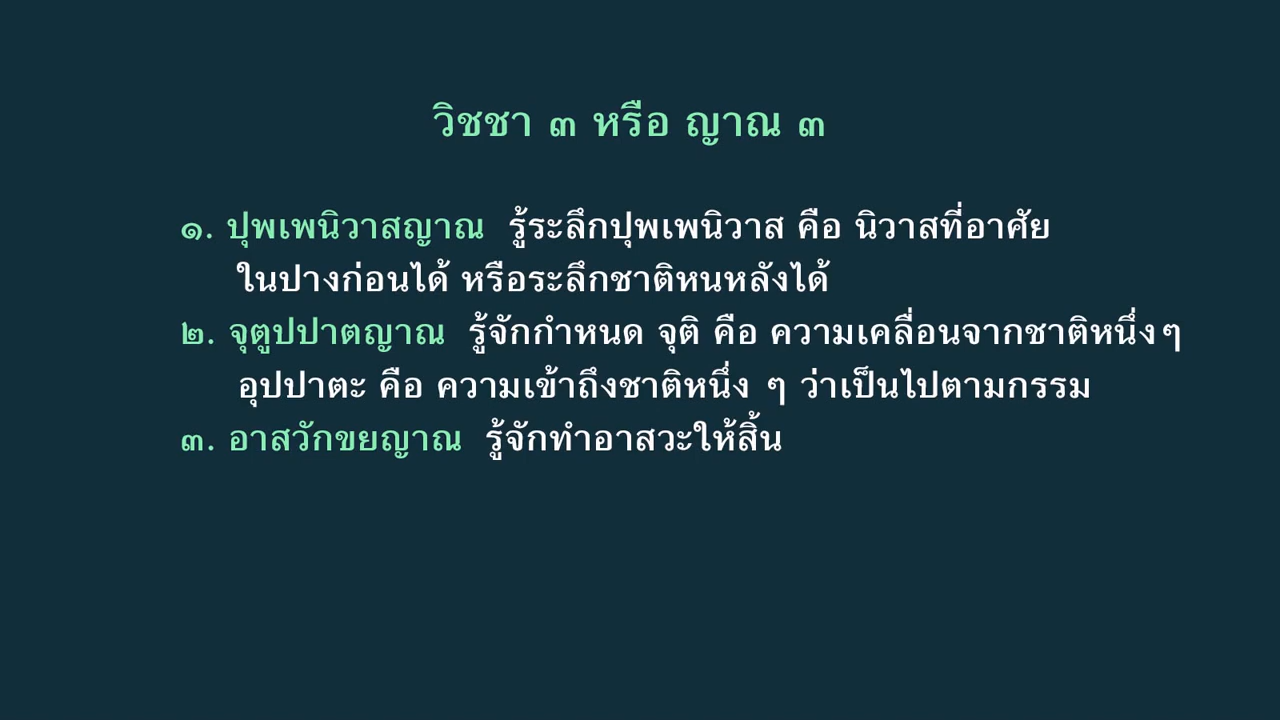 วิชชา ๓ หรือ ญาณ ๓
๑. ปุพเพนิวาสญาณ รู้ระลึกปุพเพนิวาส คือ นิวาสที่อาศัย
ในปางก่อนได้ หรือระลึกชาติหนหลังได้
๒. จุตูปปาตญาณ รู้จักกำหนด จุติ คือ ความเคลื่อนจากชาติหนึ่งๆ
อุปปาตะ คือ ความเข้าถึงชาติหนึ่ง ๆ ว่าเป็นไปตามกรรม
๓. อาสวักขยญาณ รู้จักทำอาสวะให้สิ้น